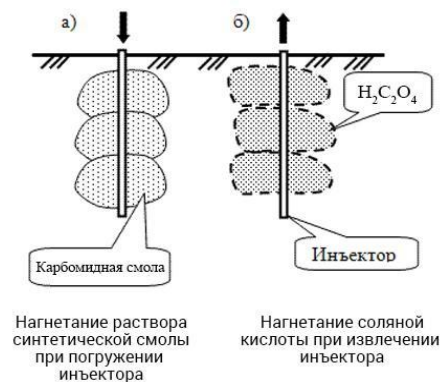 а)
б)
H₂C₂O₄
Карбомидная смола
Инъектор
Нагнетание раствора
синтетической смолы
при погружении
инъектора
Нагнетание соляной
кислоты при извлечении
инъектора